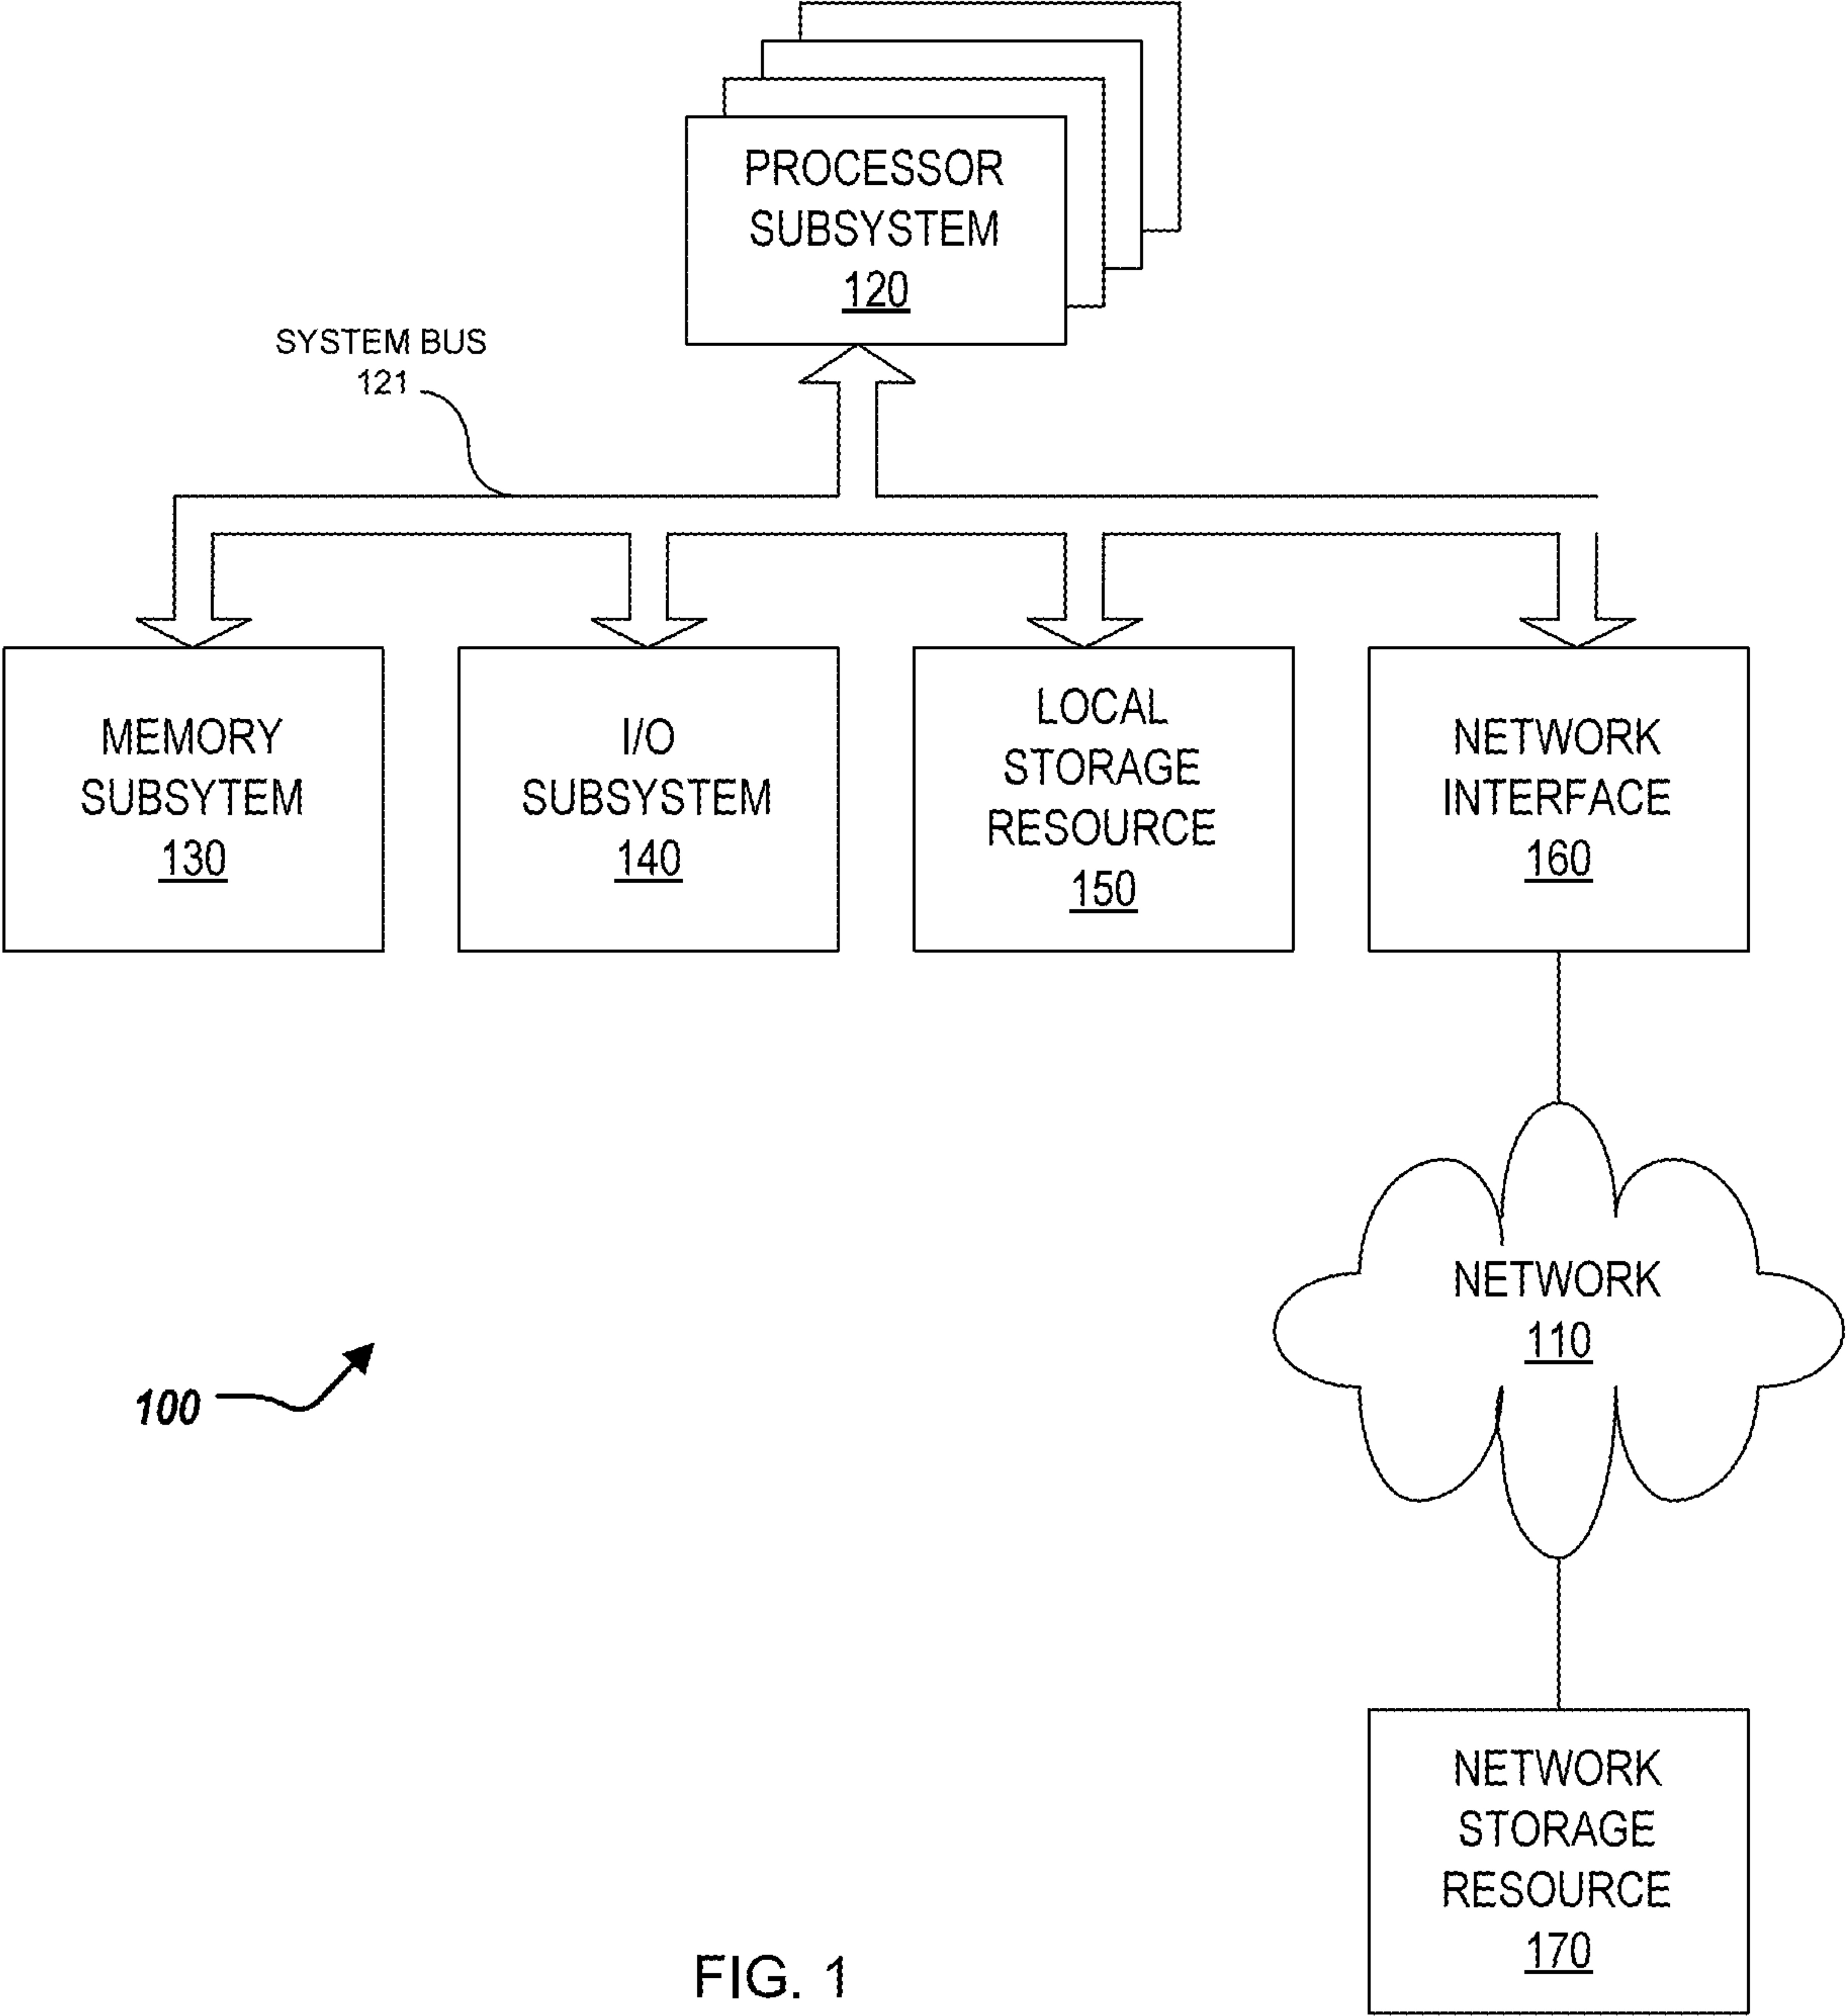 PROCESSOR
SUBSYSTEM
120
SYSTEM BUS
121
MEMORY
SUBSYTEM
130
I/O
SUBSYSTEM
140
LOCAL
STORAGE
RESOURCE
150
NETWORK
INTERFACE
160
NETWORK
110
100
NETWORK
STORAGE
RESOURCE
170
FIG. 1